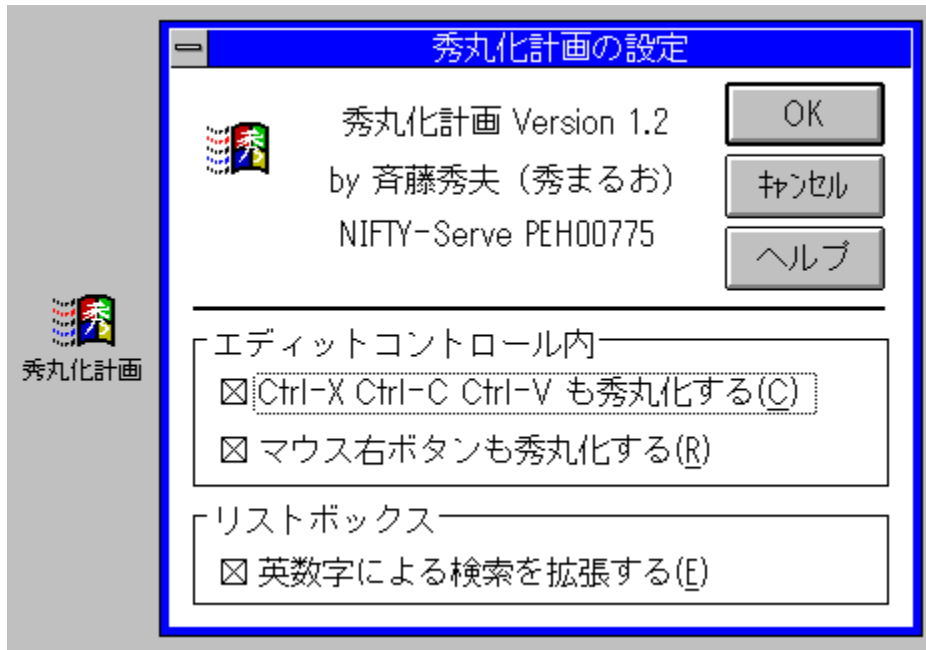 秀丸化計画の設定
秀丸化計画 Version 1.2
by 斉藤秀夫（秀まるお）
NIFTY-Serve PEH00775
OK
ｷｬﾝｾﾙ
ヘルプ
秀
秀丸化計画
エディットコントロール内
Ctrl-X Ctrl-C Ctrl-V も秀丸化する(C)
マウス右ボタンも秀丸化する(R)
リストボックス
英数字による検索を拡張する(E)